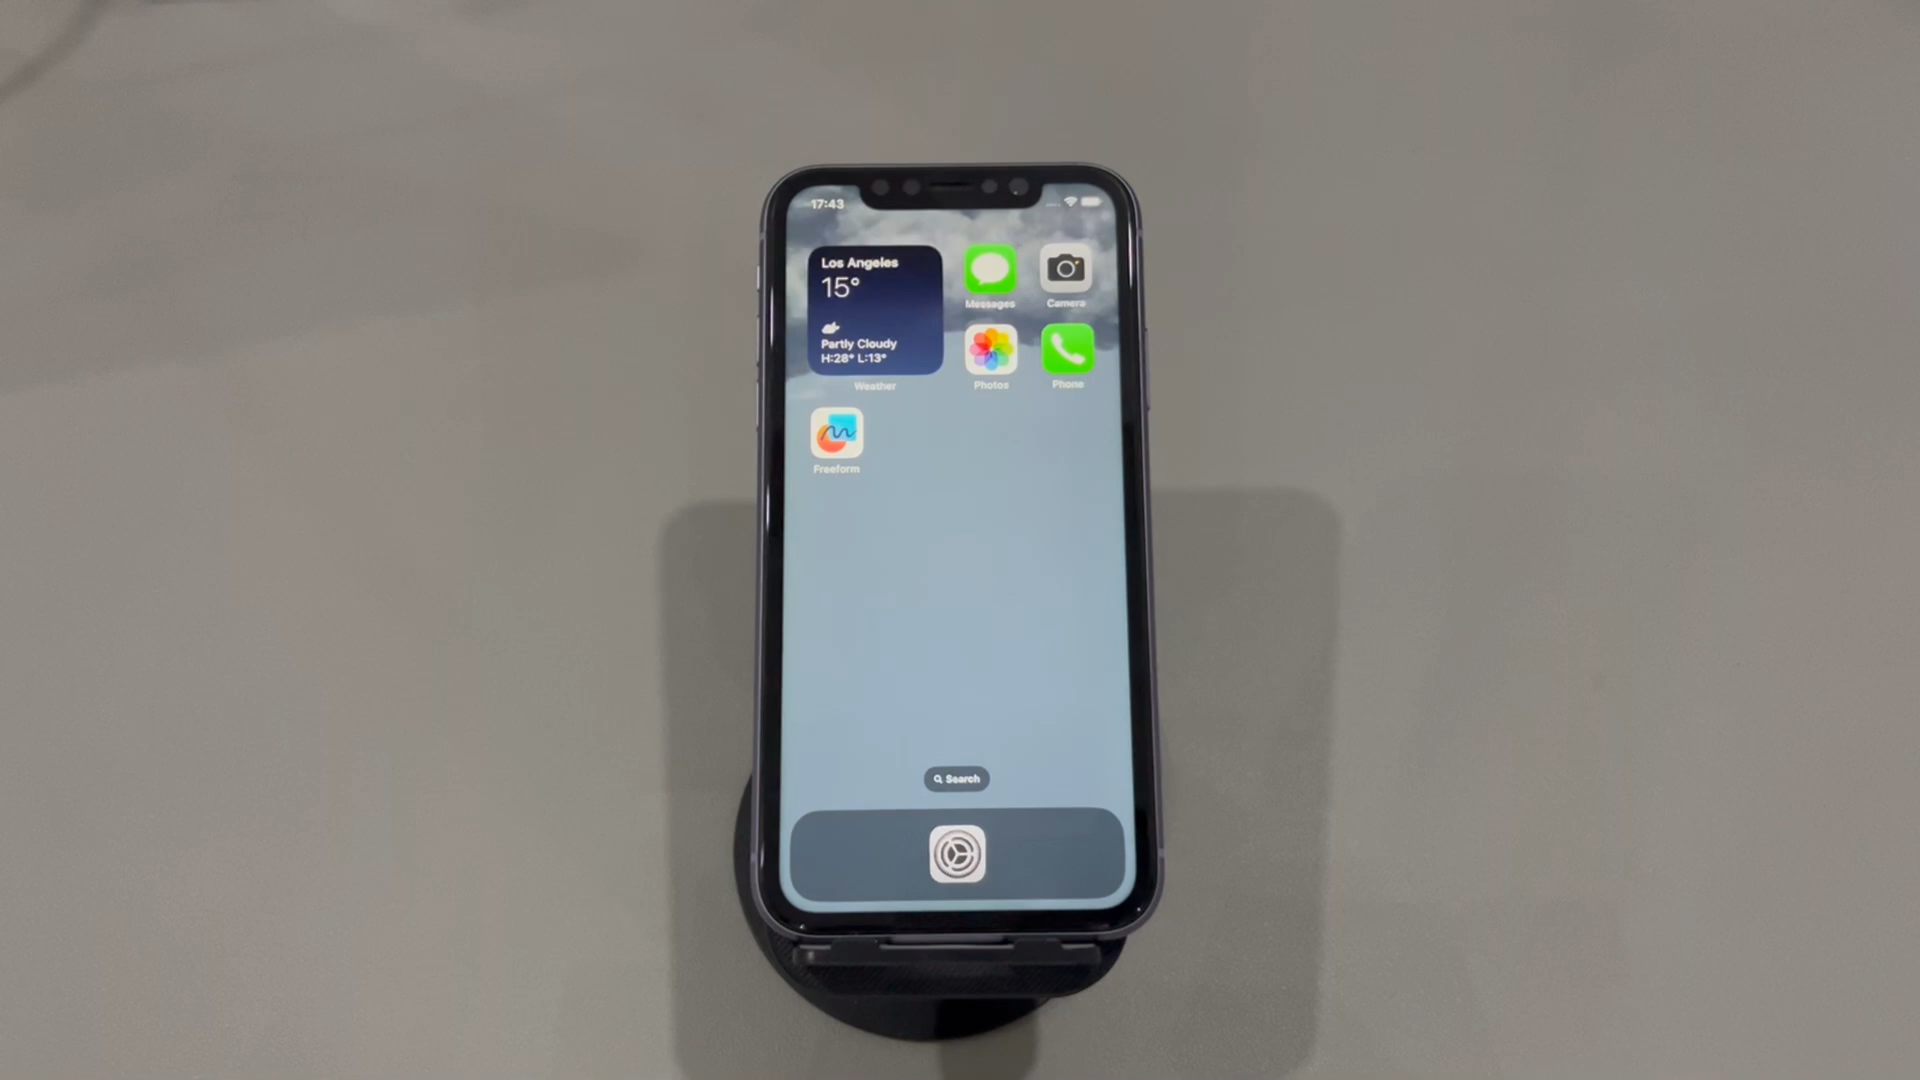 17:43
Los Angeles
15°
Partly Cloudy
H:28° L:13°
Weather
Messages
Camera
Photos
Phone
Freeform
Search